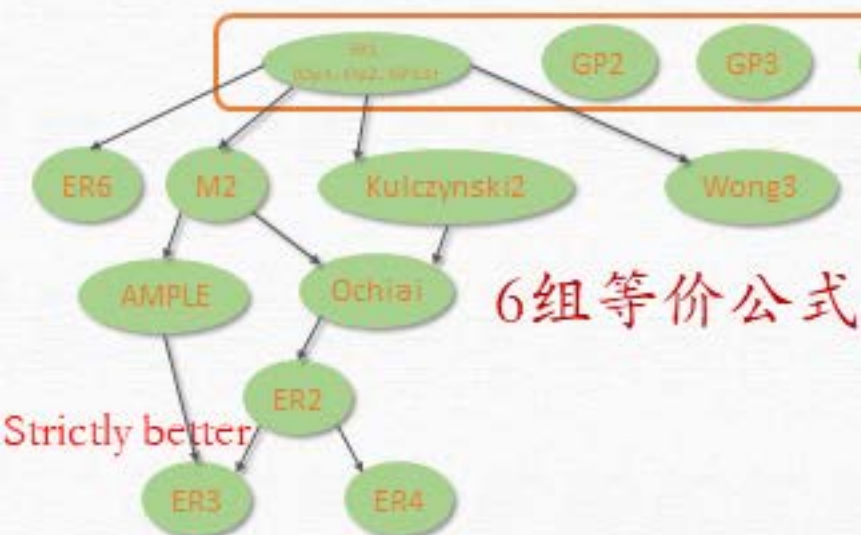 GP2
GP3
ER6
M2
Kulczynski2
Wong3
AMPLE
Ochiai
6组等价公式
ER2
Strictly better
ER3
ER4